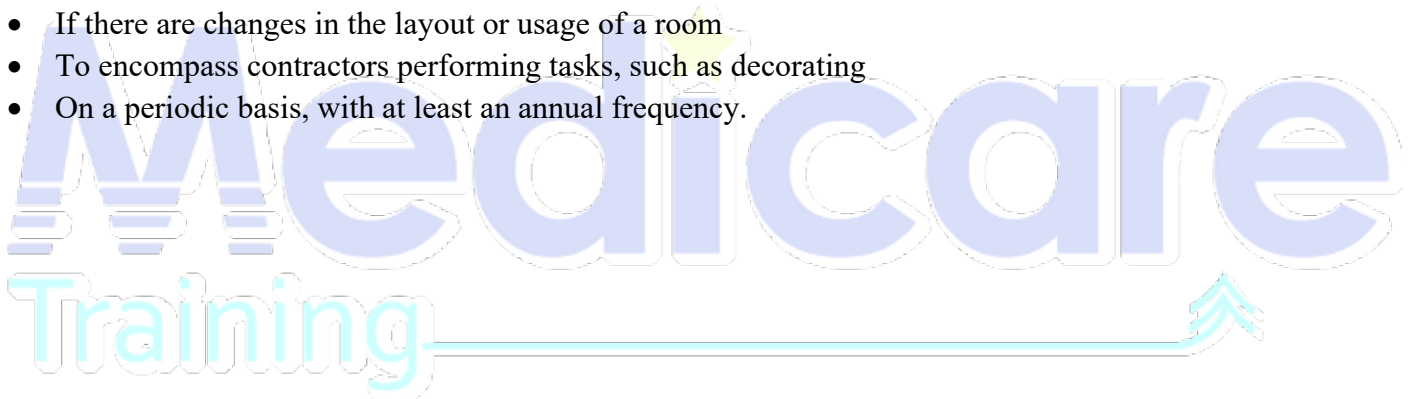 • If there are changes in the layout or usage of a room
• To encompass contractors performing tasks, such as decorating
• On a periodic basis, with at least an annual frequency.
Medicare
Training